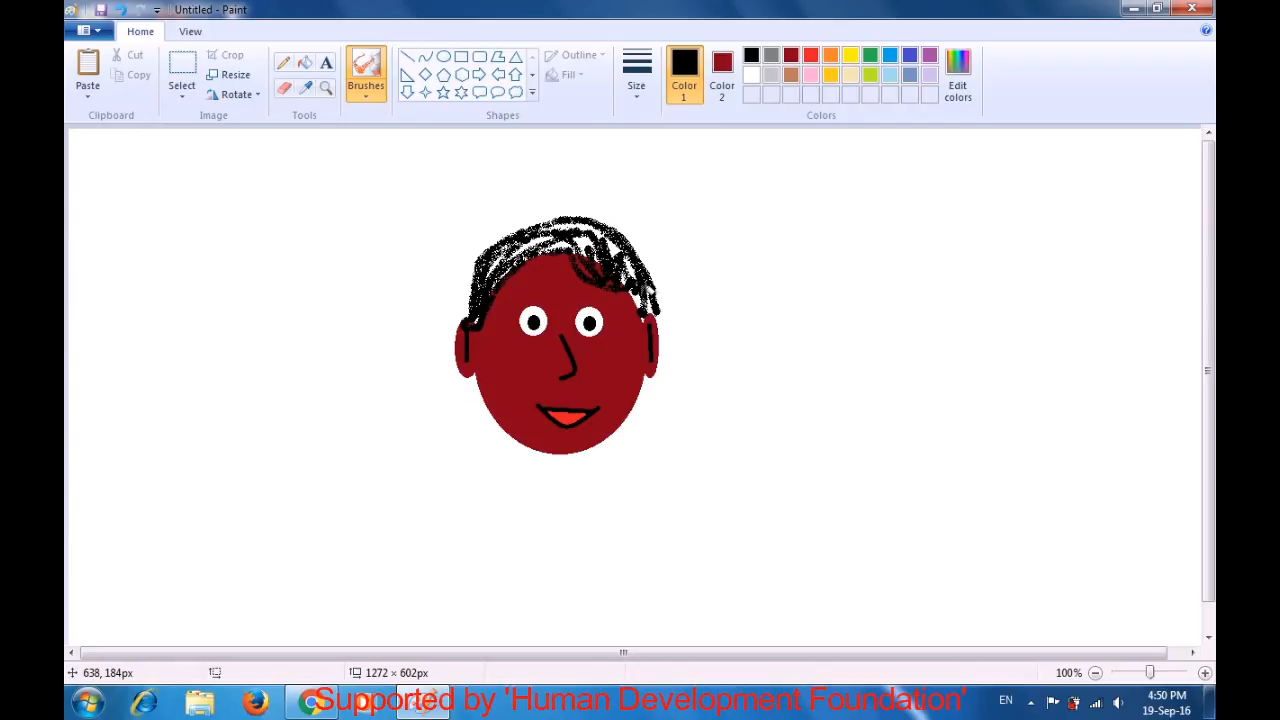 Untitled - Paint
Home View
Cut
Copy
Paste
Clipboard
Select
Crop
Resize
Rotate
Image
Tools
Brushes
Shapes
Outline
Fill
Size
Color 1
Color 2
Edit colors
Colors
638, 184px
1272 × 602px
100%
EN
4:50 PM
19-Sep-16
Supported by 'Human Development Foundation'